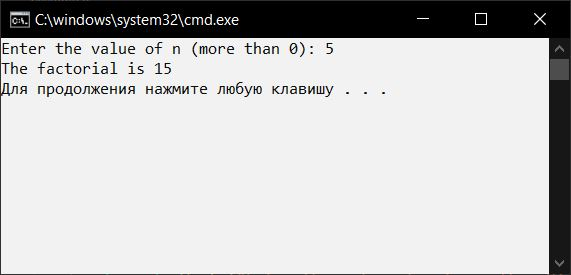 C:\windows\system32\cmd.exe
Enter the value of n (more than 0): 5
The factorial is 15
Для продолжения нажмите любую клавишу . . .